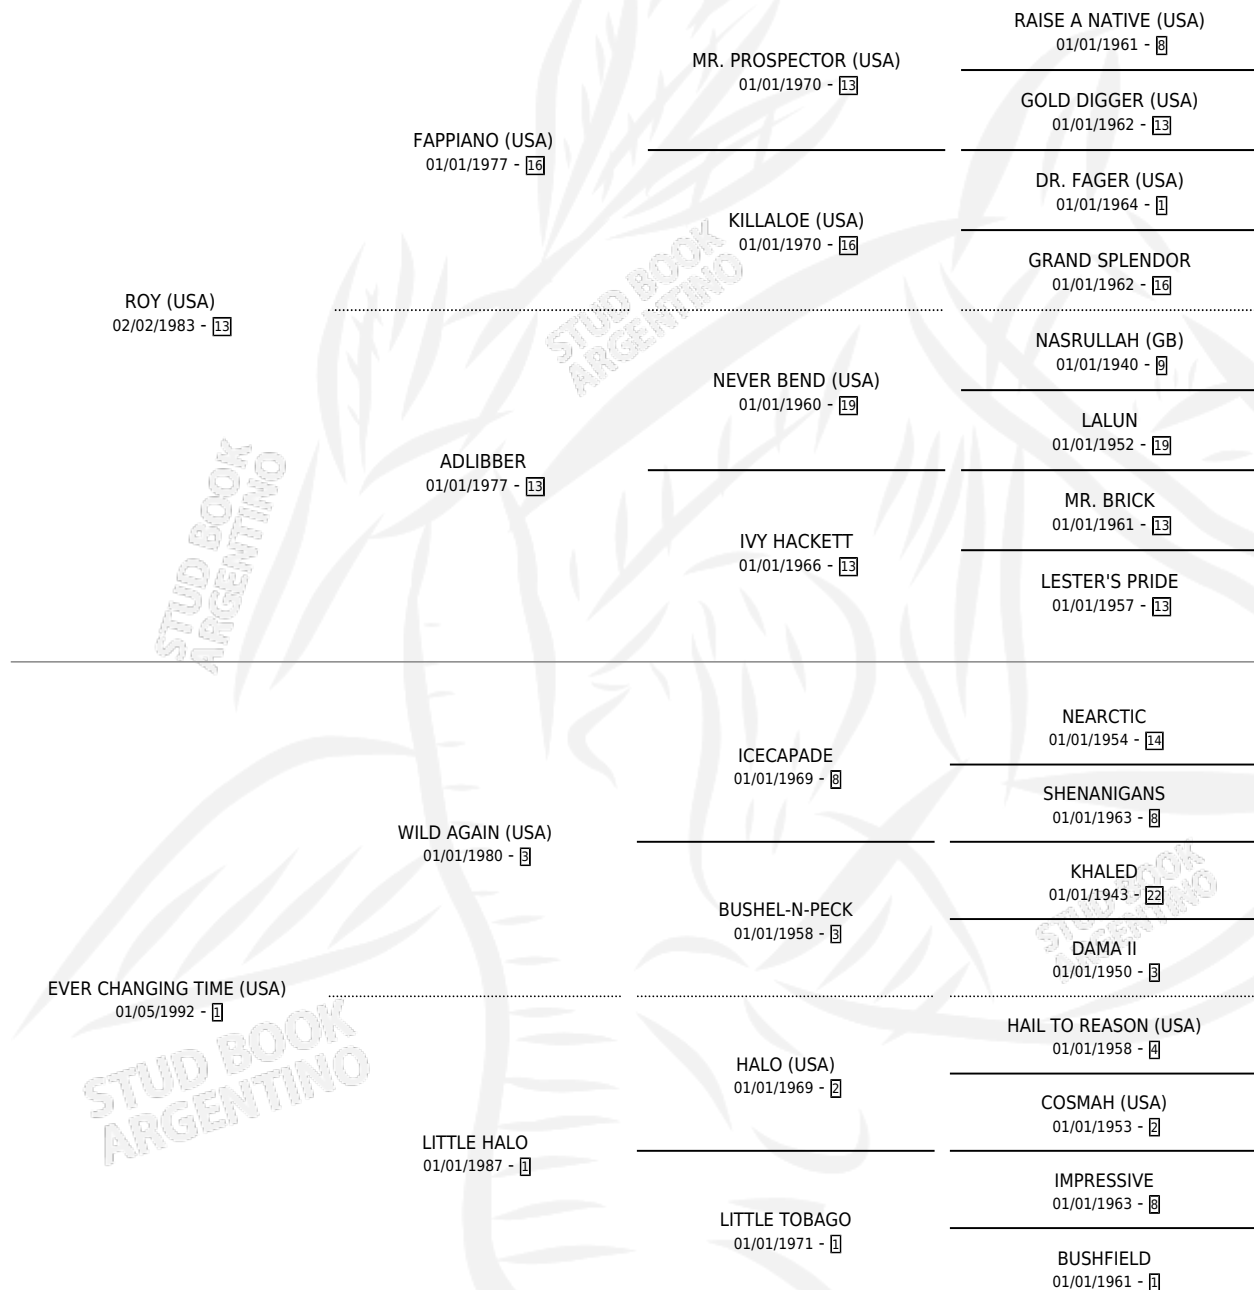 RAISE A NATIVE (USA)
01/01/1961 - 8
MR. PROSPECTOR (USA)
01/01/1970 - 13
GOLD DIGGER (USA)
01/01/1962 - 13
FAPPIANO (USA)
01/01/1977 - 16
DR. FAGER (USA)
01/01/1964 - 1
KILLALOE (USA)
01/01/1970 - 16
GRAND SPLENDOR
01/01/1962 - 16
ROY (USA)
02/02/1983 - 13
NASRULLAH (GB)
01/01/1940 - 9
NEVER BEND (USA)
01/01/1960 - 19
LALUN
01/01/1952 - 19
ADLIBBER
01/01/1977 - 13
MR. BRICK
01/01/1961 - 13
IVY HACKETT
01/01/1966 - 13
LESTER'S PRIDE
01/01/1957 - 13
NEARCTIC
01/01/1954 - 14
ICECAPADE
01/01/1969 - 8
SHENANIGANS
01/01/1963 - 8
WILD AGAIN (USA)
01/01/1980 - 3
KHALED
01/01/1943 - 22
BUSHEL-N-PECK
01/01/1958 - 3
DAMA II
01/01/1950 - 3
EVER CHANGING TIME (USA)
01/05/1992 - 1
HAIL TO REASON (USA)
01/01/1958 - 4
HALO (USA)
01/01/1969 - 2
COSMAH (USA)
01/01/1953 - 2
LITTLE HALO
01/01/1987 - 1
IMPRESSIVE
01/01/1963 - 8
LITTLE TOBAGO
01/01/1971 - 1
BUSHFIELD
01/01/1961 - 1
STUD BOOK
ARGENTINO
STUD BOOK
ARGENTINO
STUD BOOK
ARGENTINO
STUD BOOK
ARGENTINO